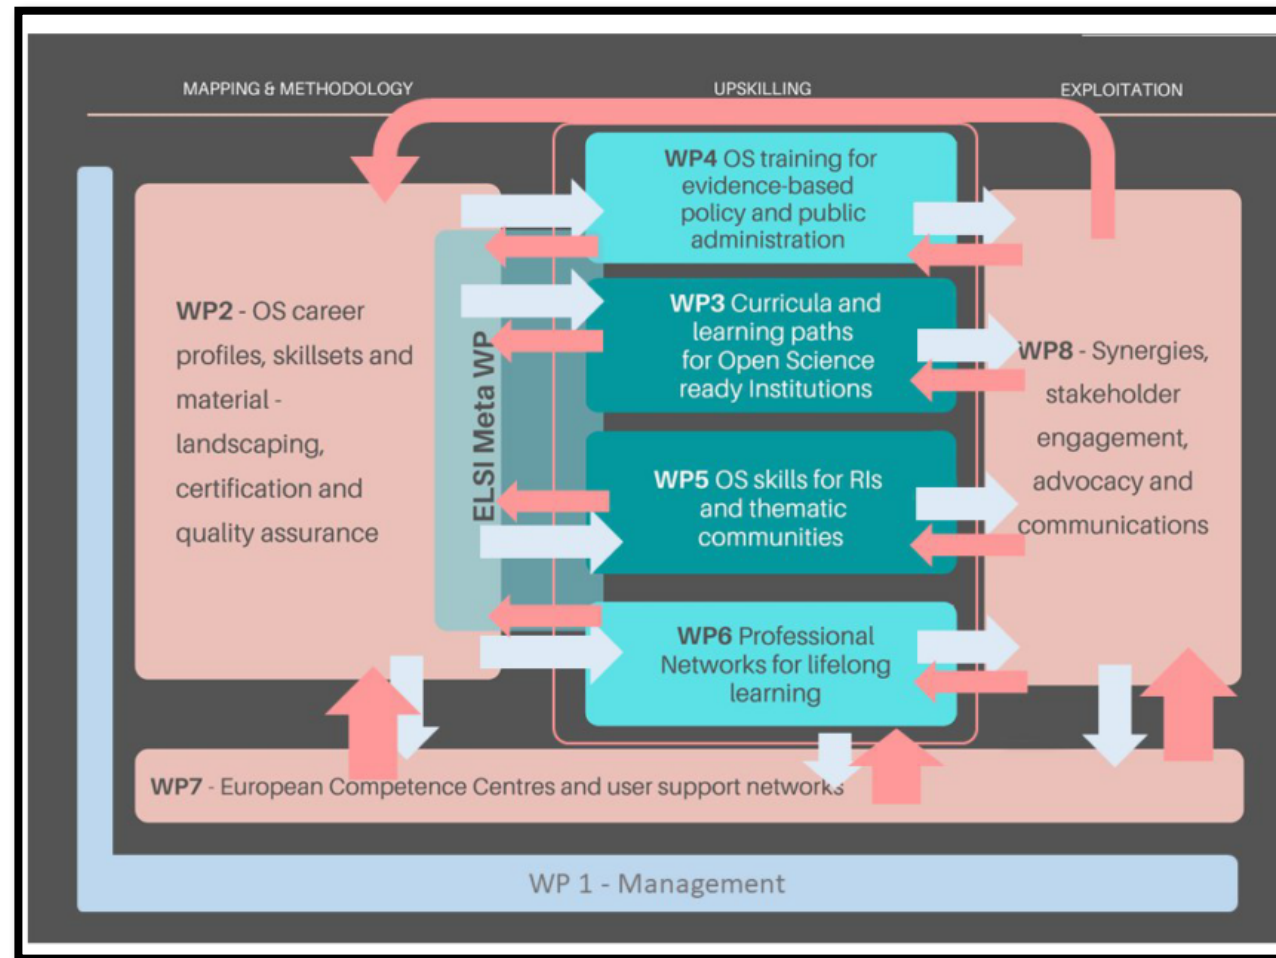 MAPPING & METHODOLOGY
UPSKILLING
EXPLOITATION
WP4 OS training for
evidence-based
policy and public
administration
WP2 - OS career
profiles, skillsets and
material -
landscaping,
certification and
quality assurance
ELSI Meta WP
WP3 Curricula and
learning paths
for Open Science
ready Institutions
WP5 OS skills for RIs
and thematic
communities
WP6 Professional
Networks for lifelong
learning
WP8 - Synergies,
stakeholder
engagement,
advocacy and
communications
WP7 - European Competence Centres and user support networks
WP 1 - Management